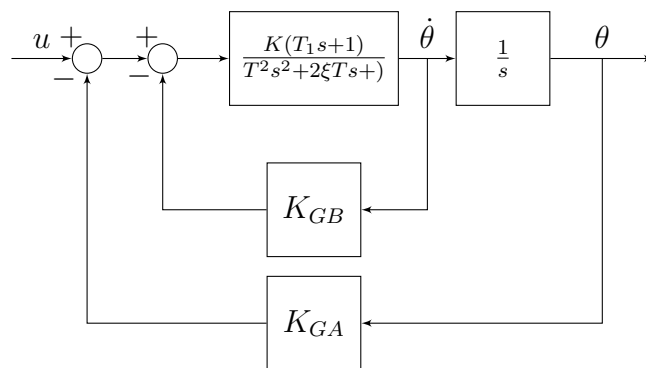 u + − + −
K(T₁s+1)
T²s²+2ξTs+)
θ̇
1
s
θ
K_GB
K_GA